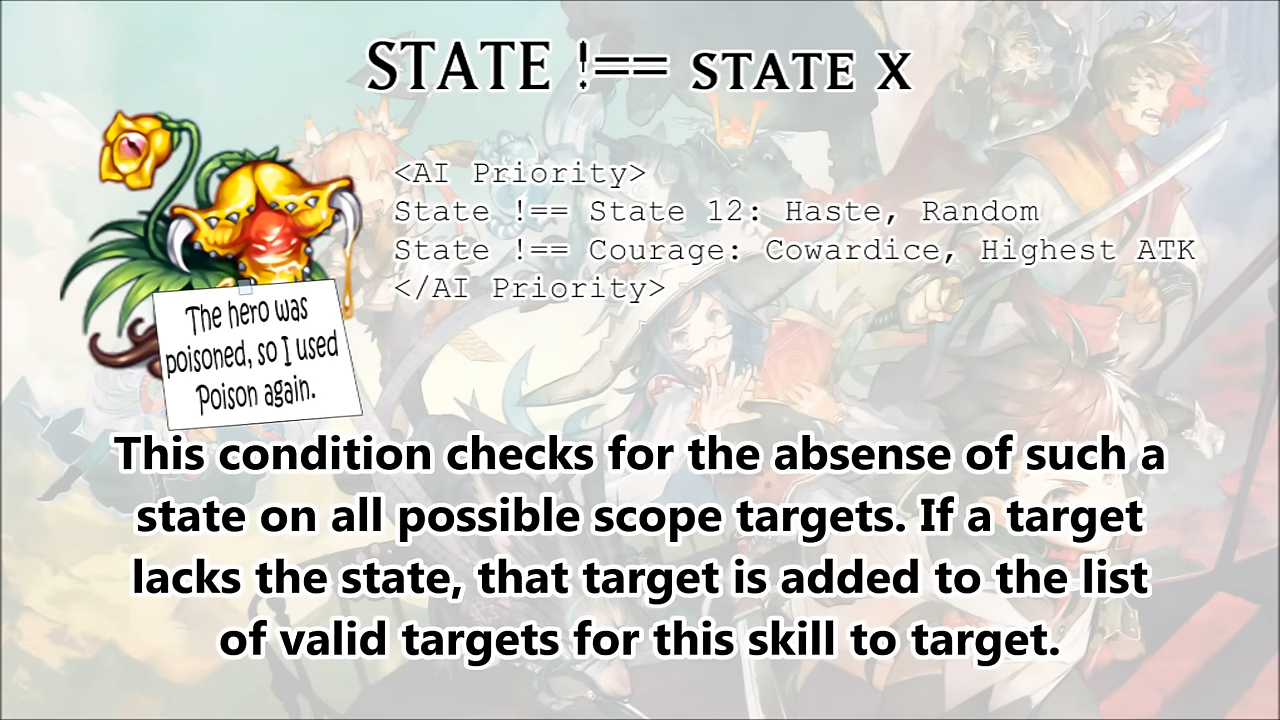 STATE !== STATE X
<AI Priority>
State !== State 12: Haste, Random
State !== Courage: Cowardice, Highest ATK
</AI Priority>
The hero was
poisoned, so I used
Poison again.
This condition checks for the absense of such a
state on all possible scope targets. If a target
lacks the state, that target is added to the list
of valid targets for this skill to target.